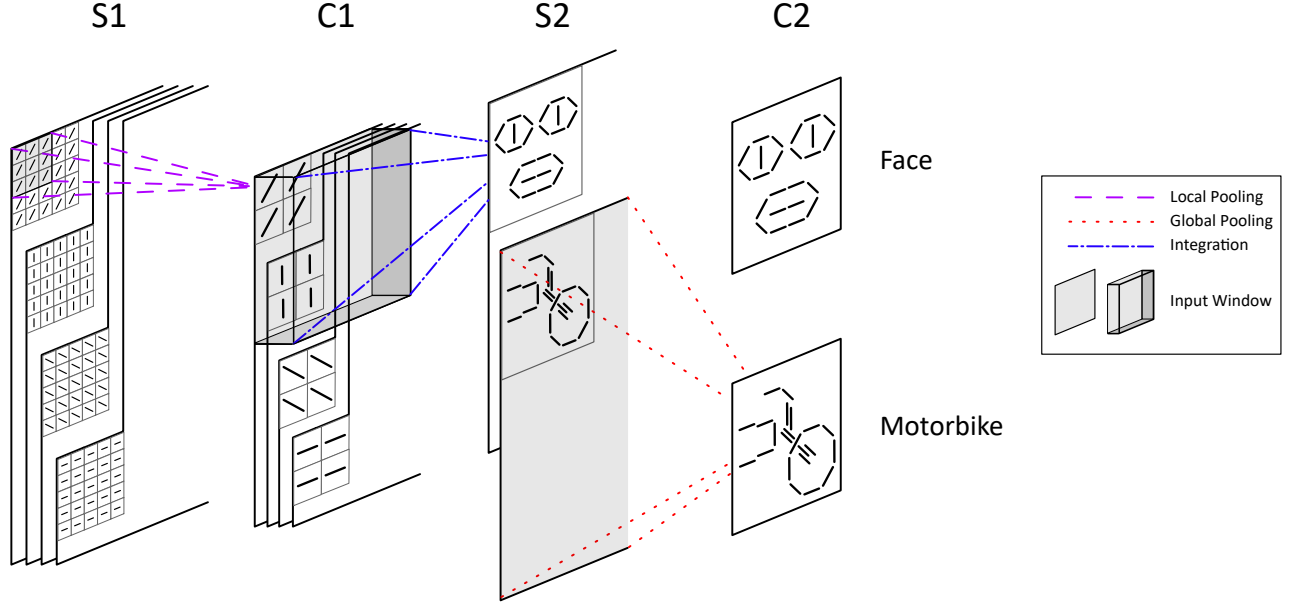 S1
C1
S2
C2
Face
Motorbike
Local Pooling
Global Pooling
Integration
Input Window